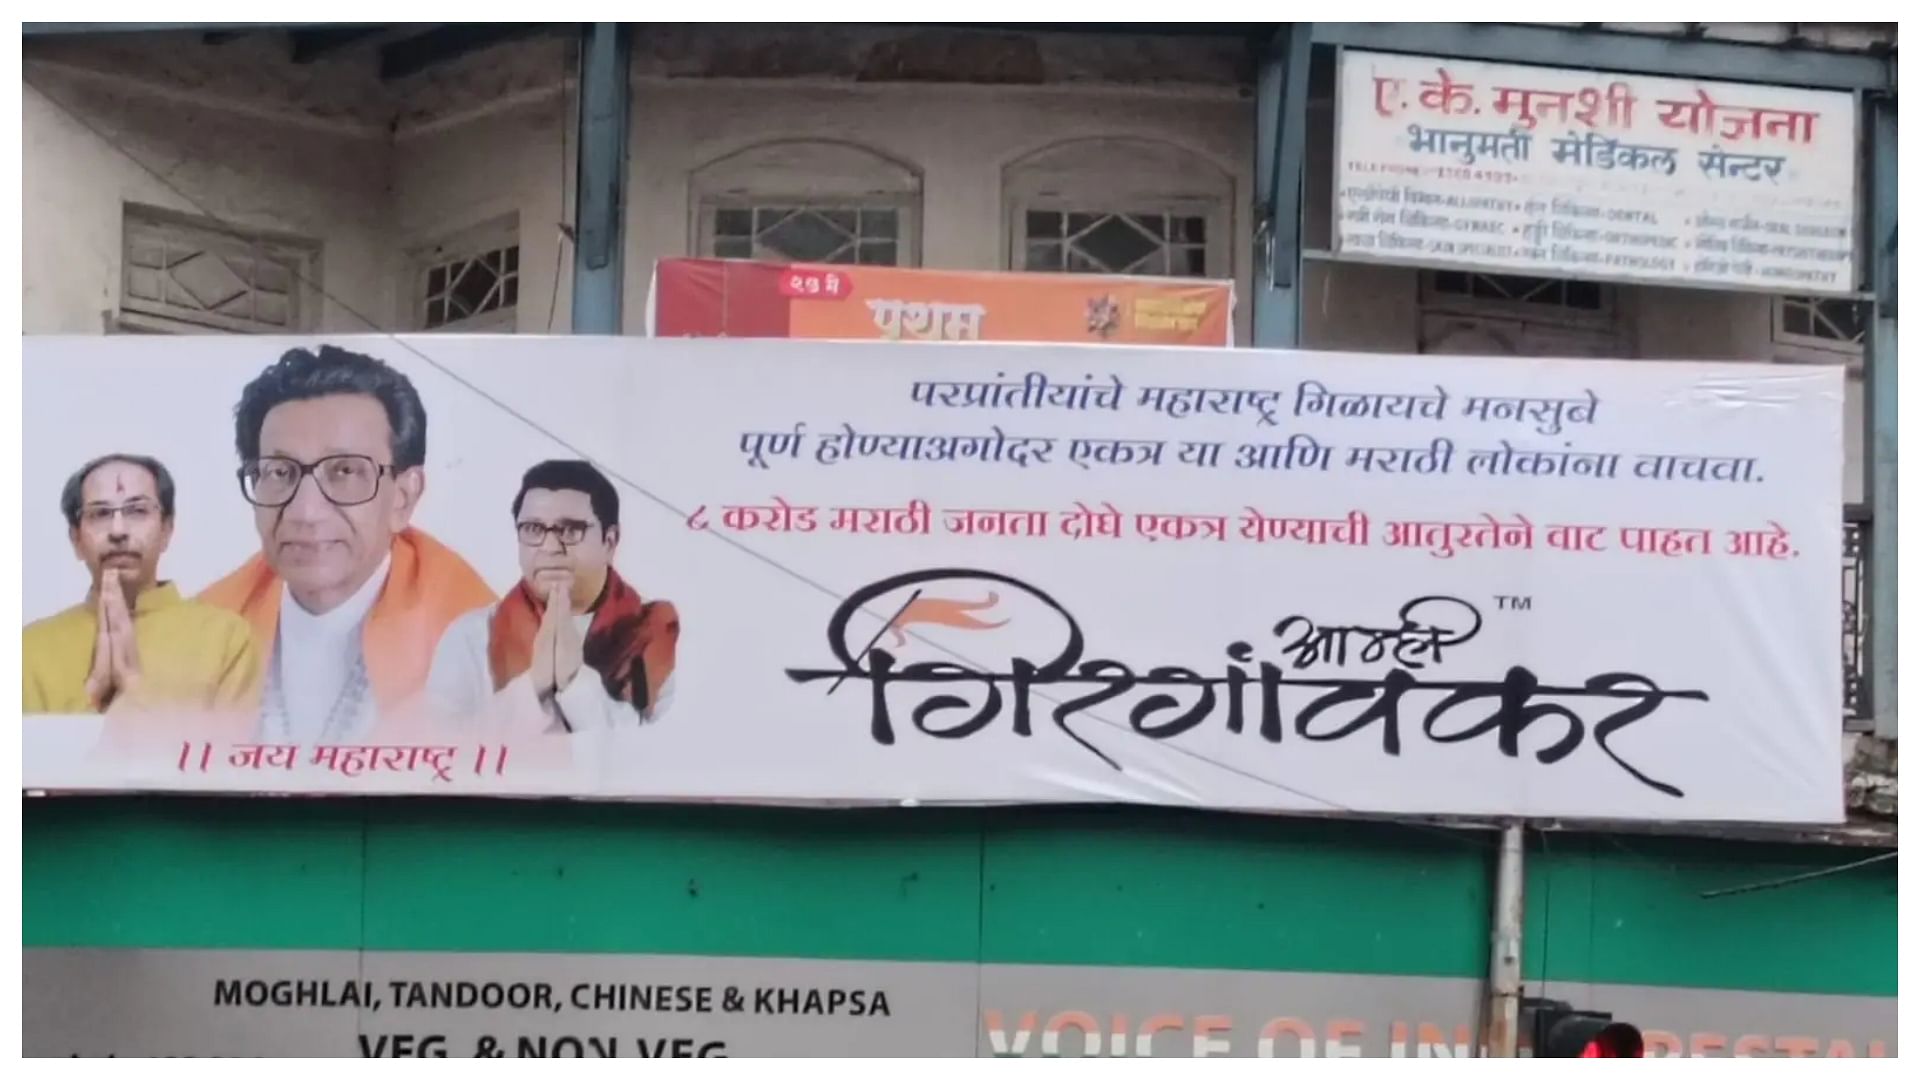 ए. के. मुनशी योजना
भानुमती मेडिकल सेन्टर
२७ मे
प्रथम
परप्रांतीयांचे महाराष्ट्र गिळायचे मनसुबे
पूर्ण होण्याअगोदर एकत्र या आणि मराठी लोकांना वाचवा.
८ करोड मराठी जनता दोघे एकत्र येण्याची आतुरतेने वाट पाहत आहे.
आम्ही TM
गिरगांवकर
।। जय महाराष्ट्र ।।
MOGHLAI, TANDOOR, CHINESE & KHAPSA
VEG & NON VEG
VOICE OF